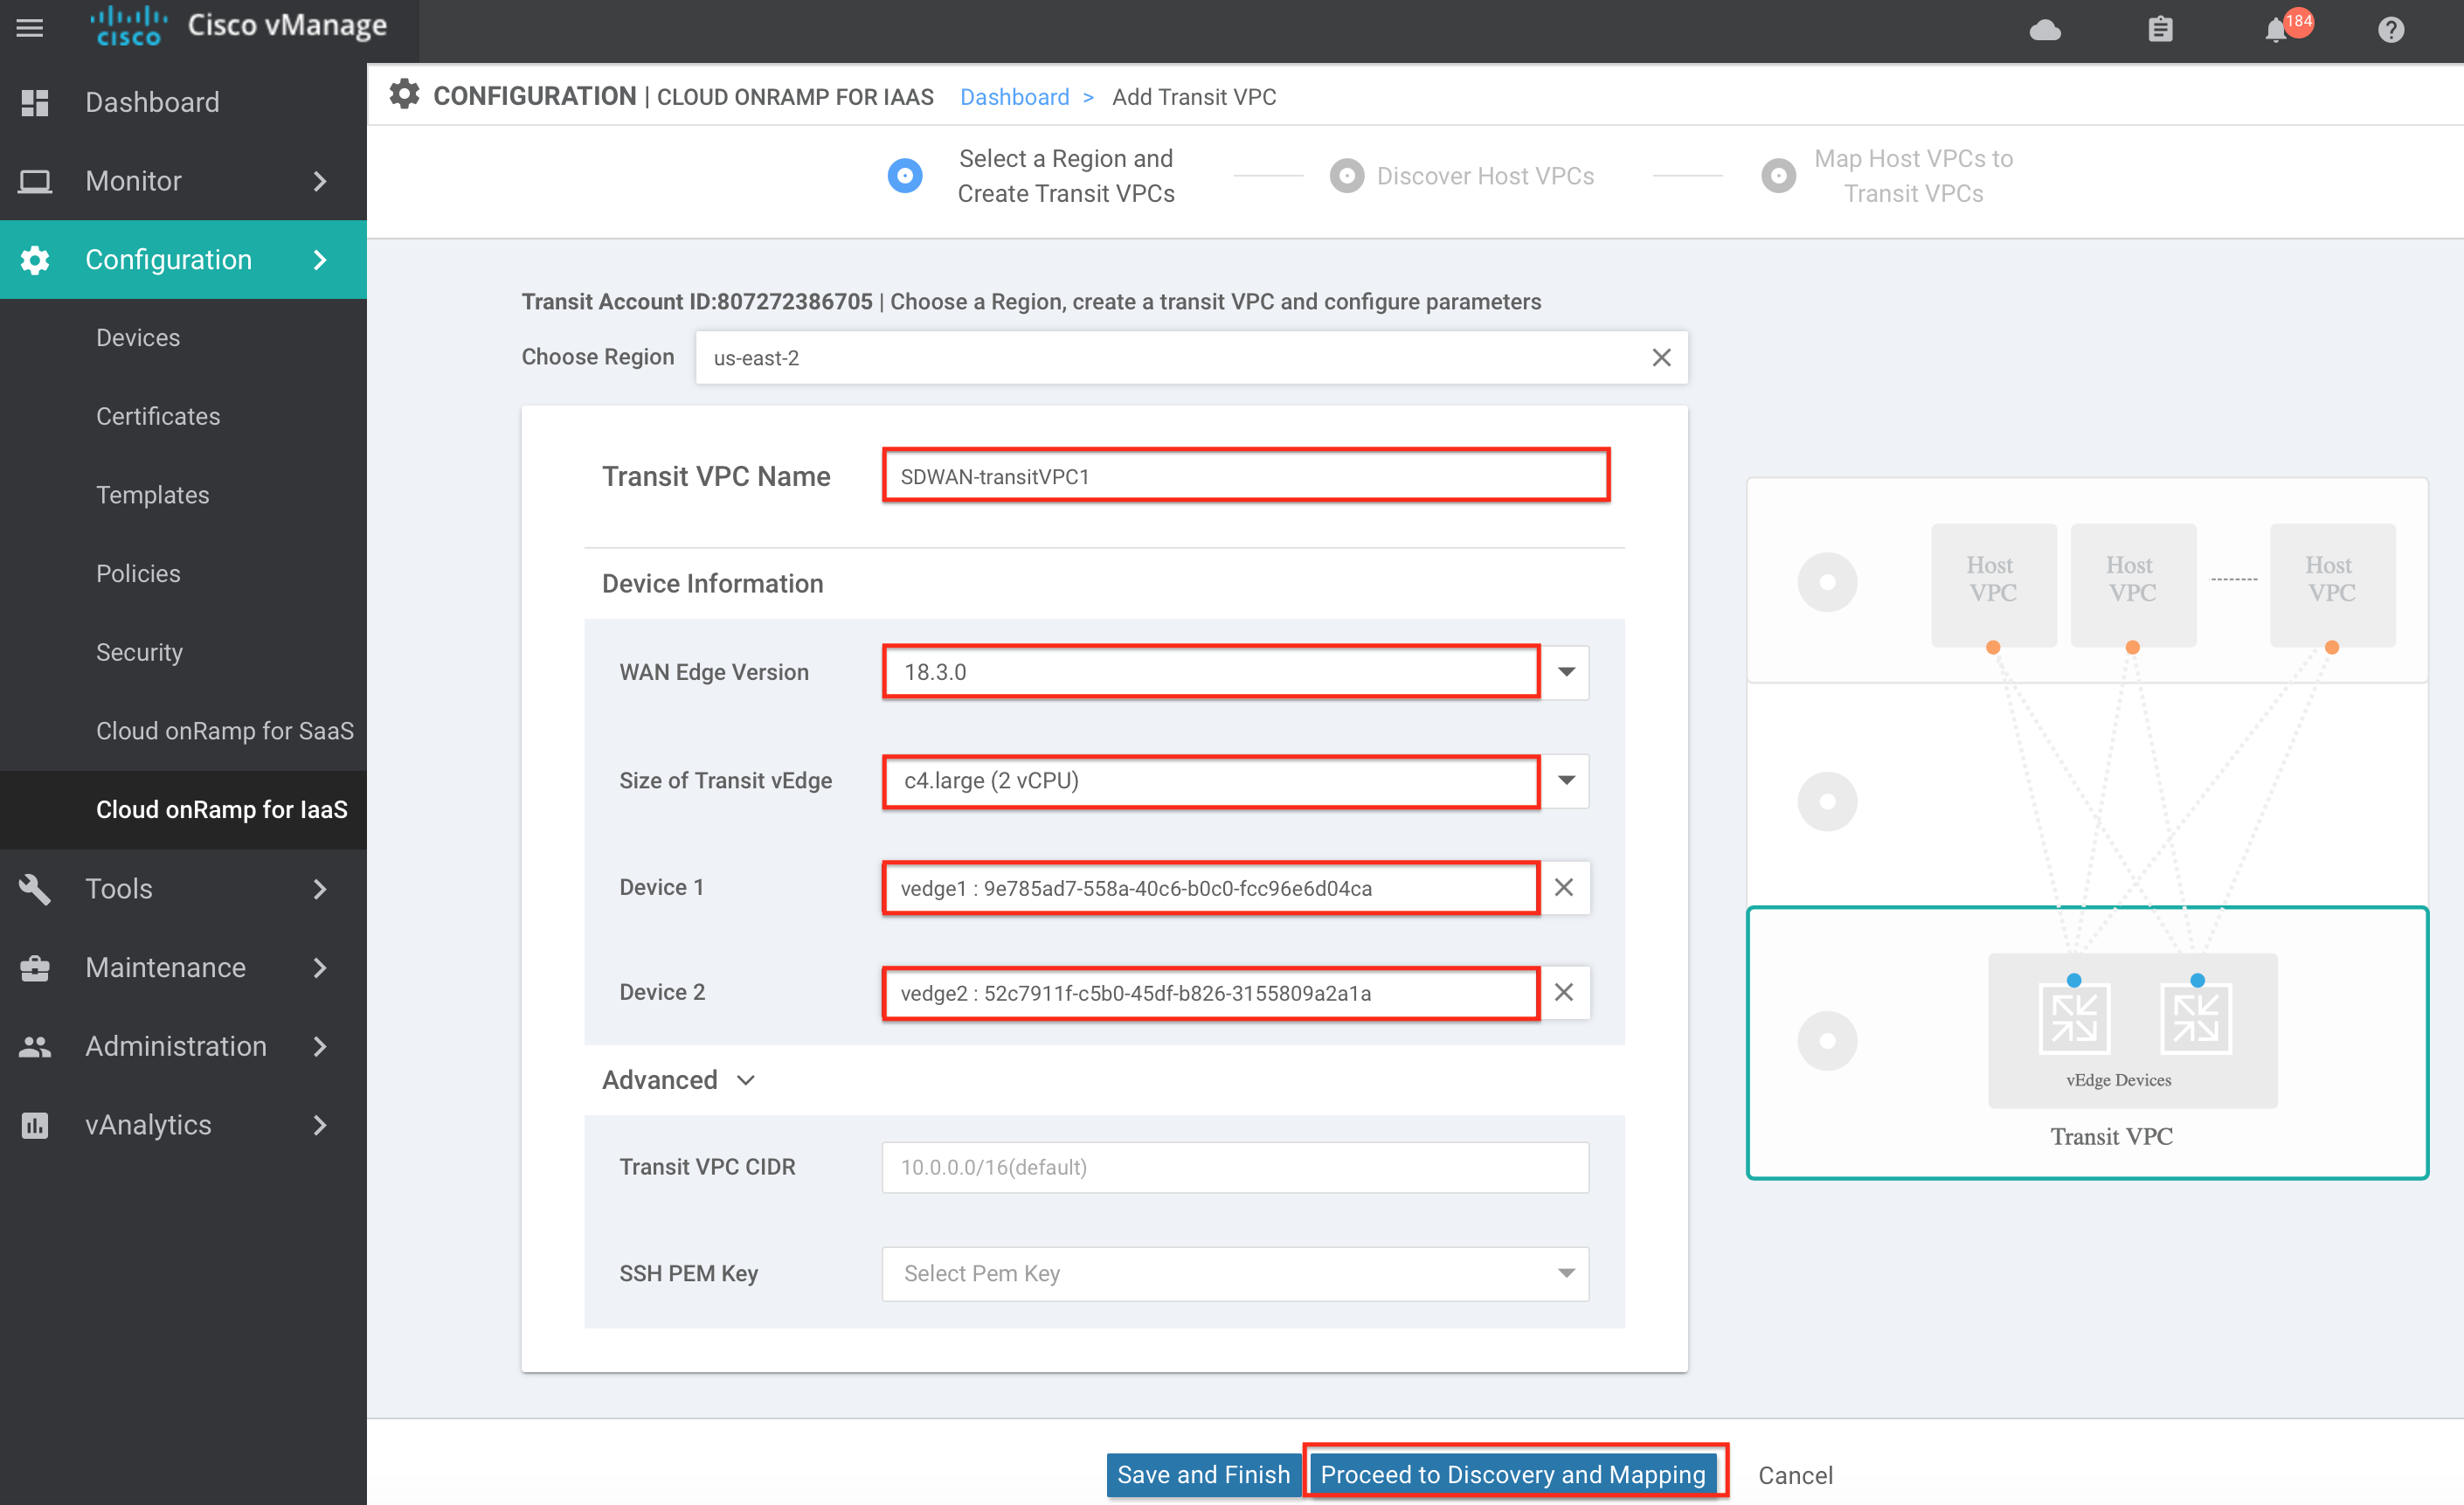 cisco Cisco vManage
184
Dashboard
Monitor
Configuration
Devices
Certificates
Templates
Policies
Security
Cloud onRamp for SaaS
Cloud onRamp for IaaS
Tools
Maintenance
Administration
vAnalytics
CONFIGURATION | CLOUD ONRAMP FOR IAAS Dashboard > Add Transit VPC
Select a Region and
Create Transit VPCs
Discover Host VPCs
Map Host VPCs to
Transit VPCs
Transit Account ID:807272386705 | Choose a Region, create a transit VPC and configure parameters
Choose Region us-east-2
Transit VPC Name SDWAN-transitVPC1
Device Information
WAN Edge Version 18.3.0
Size of Transit vEdge c4.large (2 vCPU)
Device 1 vedge1 : 9e785ad7-558a-40c6-b0c0-fcc96e6d04ca
Device 2 vedge2 : 52c7911f-c5b0-45df-b826-3155809a2a1a
Advanced
Transit VPC CIDR 10.0.0.0/16(default)
SSH PEM Key Select Pem Key
Host
VPC
Host
VPC
Host
VPC
vEdge Devices
Transit VPC
Save and Finish Proceed to Discovery and Mapping Cancel